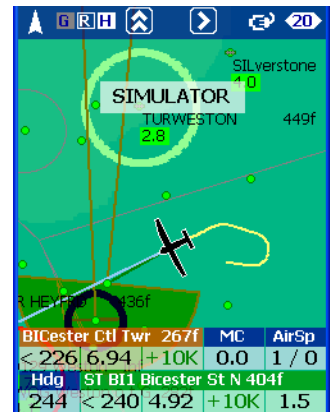 G R H 20
SILverstone
4.0
SIMULATOR
TURWESTON 449f
2.8
R HEYF 436f
BICester Ctl Twr 267f MC AirSp
< 226 6.94 +10K 0.0 1 / 0
Hdg ST BI1 Bicester St N 404f
244 < 240 4.92 +10K 1.5